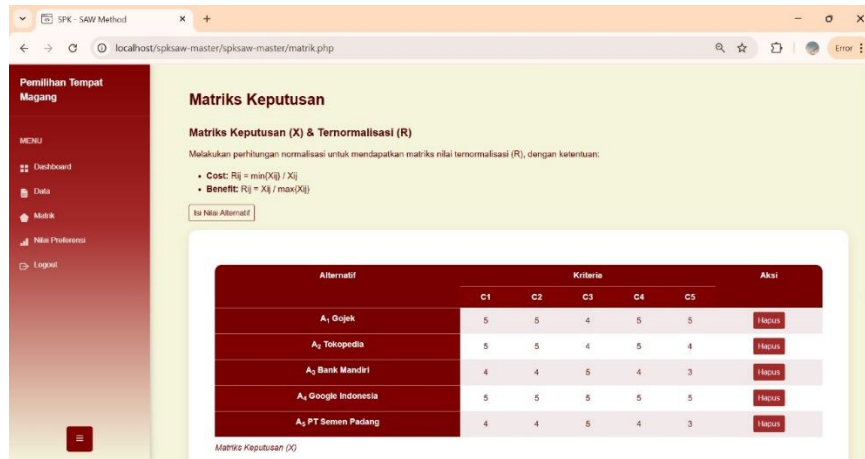 SPK - SAW Method
localhost/spksaw-master/spksaw-master/matrik.php
Error
Pemilihan Tempat
Magang
MENU
Dashboard
Data
Matrik
Nilai Preferensi
Logout
Matriks Keputusan
Matriks Keputusan (X) & Ternormalisasi (R)
Melakukan perhitungan normalisasi untuk mendapatkan matriks nilai ternormalisasi (R), dengan ketentuan:
• Cost: Rij = min{Xij} / Xij
• Benefit: Rij = Xij / max{Xij}
Isi Nilai Alternatif
Alternatif Kriteria Aksi
C1 C2 C3 C4 C5
A₁ Gojek 5 5 4 5 5 Hapus
A₂ Tokopedia 5 5 4 5 4 Hapus
A₃ Bank Mandiri 4 4 5 4 3 Hapus
A₄ Google Indonesia 5 5 5 5 5 Hapus
A₅ PT Semen Padang 4 4 5 4 3 Hapus
Matriks Keputusan (X)